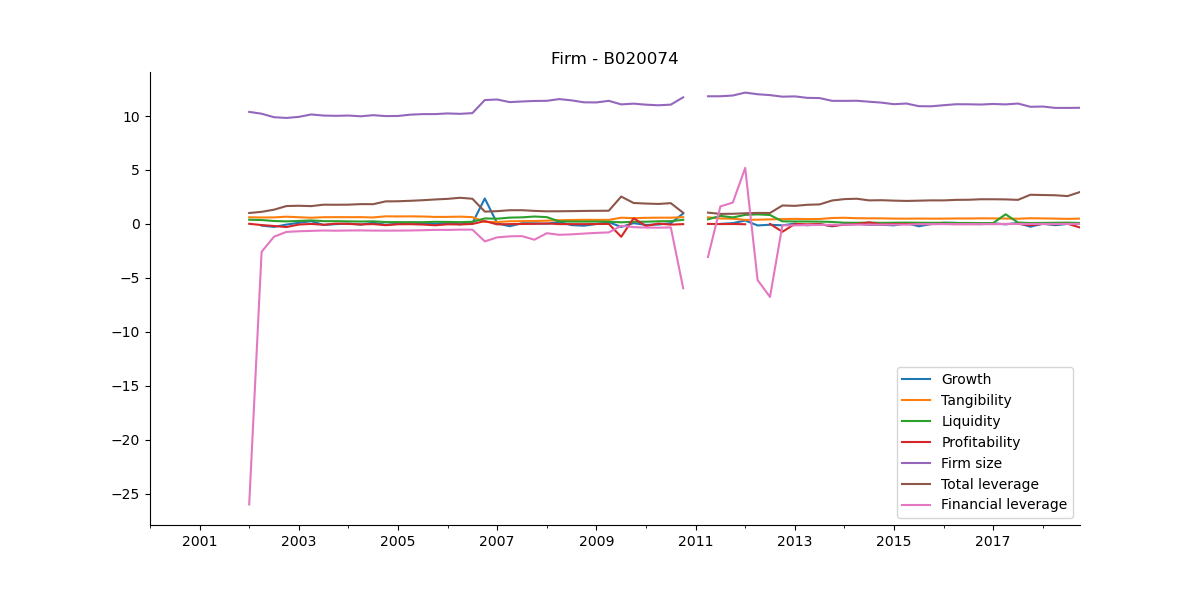 Firm - B020074
10
5
0
−5
−10
−15
−20
−25
2001
2003
2005
2007
2009
2011
2013
2015
2017
Growth
Tangibility
Liquidity
Profitability
Firm size
Total leverage
Financial leverage